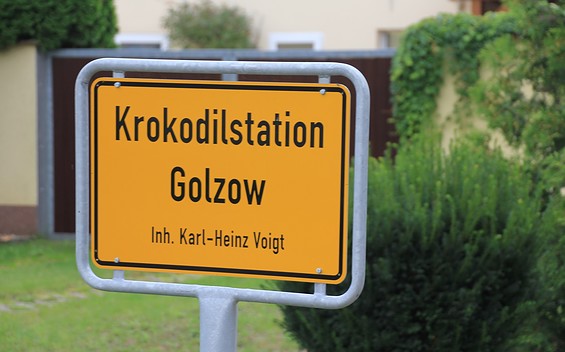 Krokodilstation
Golzow
Inh. Karl-Heinz Voigt